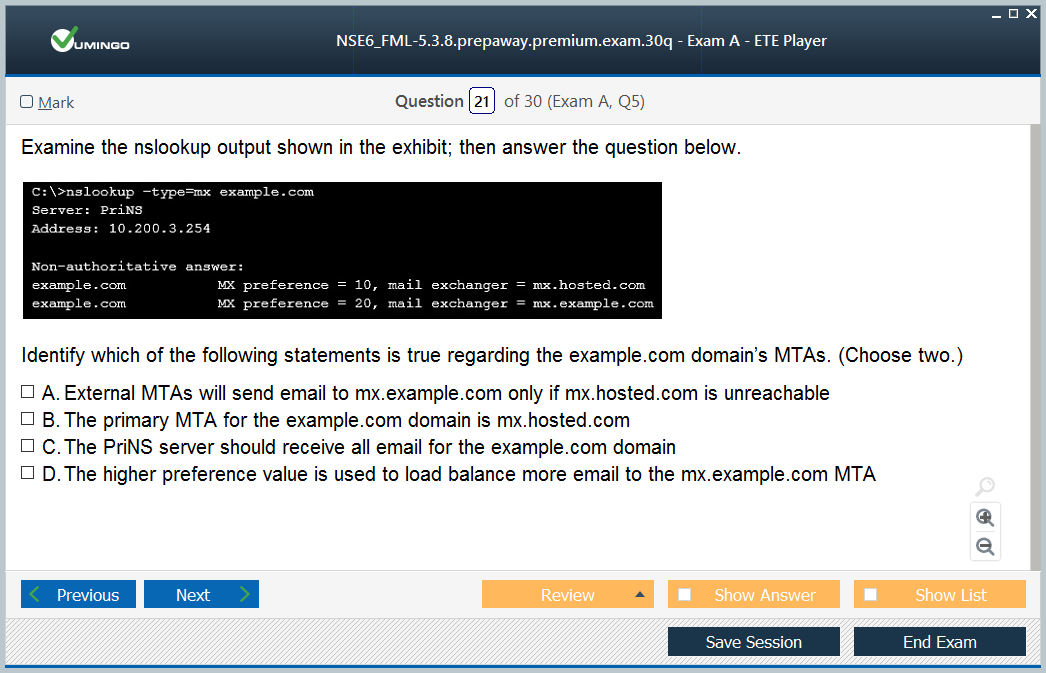 VUMINGO
NSE6_FML-5.3.8.prepaway.premium.exam.30q - Exam A - ETE Player
Mark
Question 21 of 30 (Exam A, Q5)
Examine the nslookup output shown in the exhibit; then answer the question below.
C:\>nslookup -type=mx example.com
Server: PriNS
Address: 10.200.3.254
Non-authoritative answer:
example.com MX preference = 10, mail exchanger = mx.hosted.com
example.com MX preference = 20, mail exchanger = mx.example.com
Identify which of the following statements is true regarding the example.com domain's MTAs. (Choose two.)
A. External MTAs will send email to mx.example.com only if mx.hosted.com is unreachable
B. The primary MTA for the example.com domain is mx.hosted.com
C. The PriNS server should receive all email for the example.com domain
D. The higher preference value is used to load balance more email to the mx.example.com MTA
Previous Next Review Show Answer Show List
Save Session End Exam